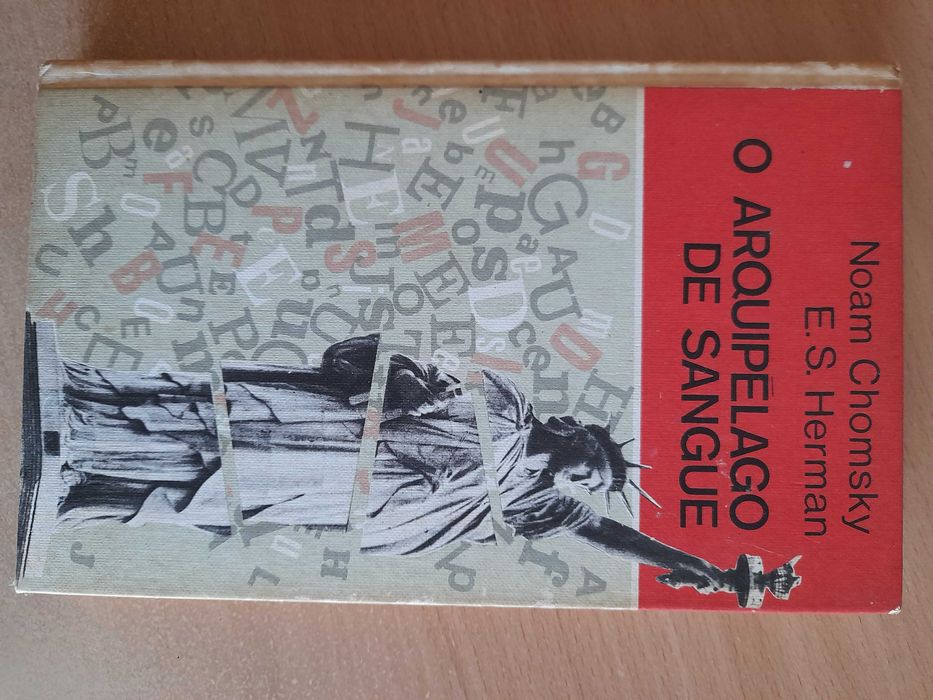 Noam Chomsky
E. S. Herman
O ARQUIPÉLAGO
DE SANGUE